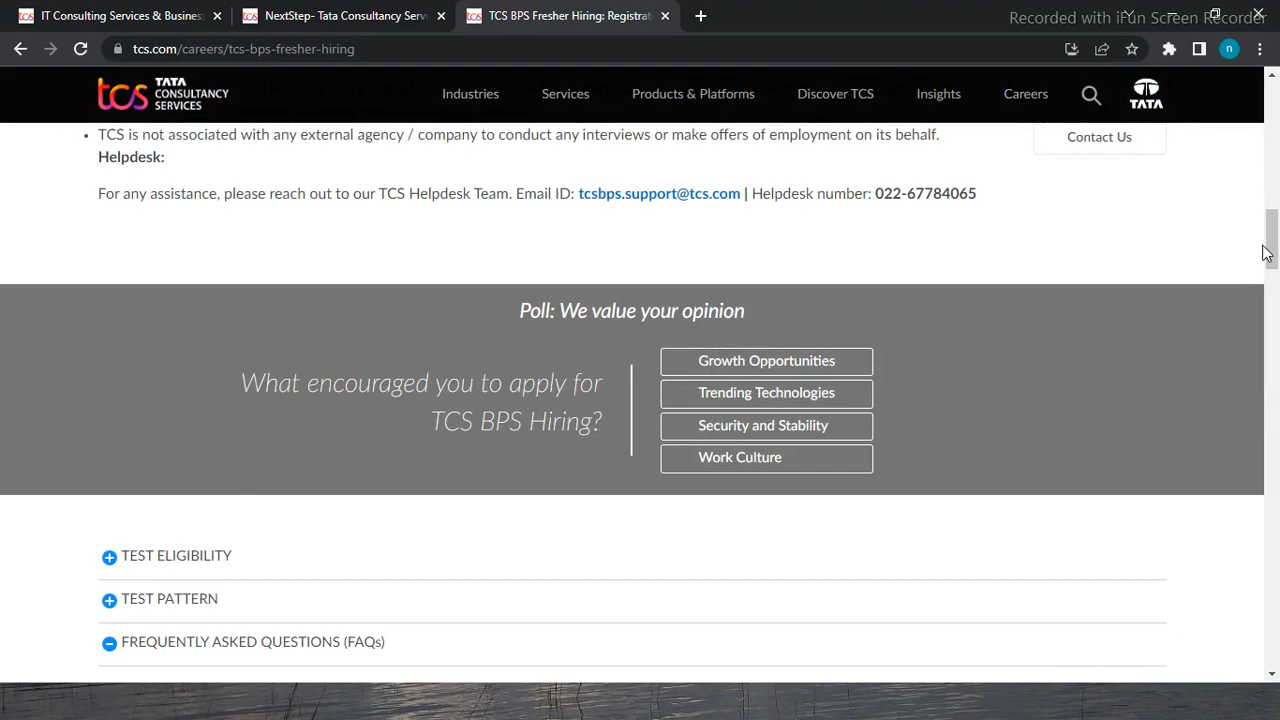 IT Consulting Services & Business
NextStep- Tata Consultancy Servi
TCS BPS Fresher Hiring: Registrati
Recorded with iFun Screen Recorder
tcs.com/careers/tcs-bps-fresher-hiring
n
tcs TATA CONSULTANCY SERVICES
Industries
Services
Products & Platforms
Discover TCS
Insights
Careers
TATA
• TCS is not associated with any external agency / company to conduct any interviews or make offers of employment on its behalf.
Contact Us
Helpdesk:
For any assistance, please reach out to our TCS Helpdesk Team. Email ID: tcsbps.support@tcs.com | Helpdesk number: 022-67784065
Poll: We value your opinion
What encouraged you to apply for
TCS BPS Hiring?
Growth Opportunities
Trending Technologies
Security and Stability
Work Culture
TEST ELIGIBILITY
TEST PATTERN
FREQUENTLY ASKED QUESTIONS (FAQs)